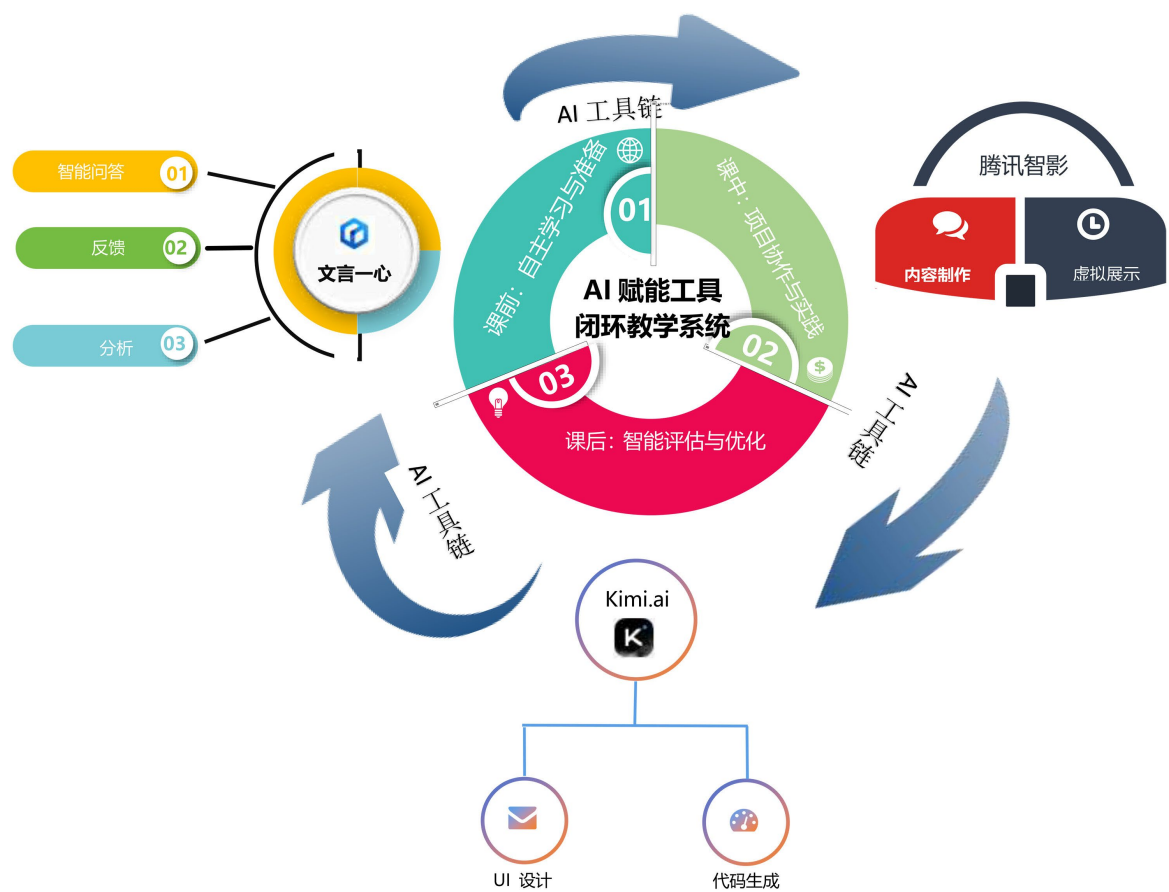 AI 工具链
智能问答
01
反馈
02
分析
03
文言一心
课前：自主学习与准备
01
课中：项目协作与实践
02
AI 赋能工具
闭环教学系统
03
课后：智能评估与优化
腾讯智影
内容制作
虚拟展示
AI 工具链
AI 工具链
Kimi.ai
K
UI 设计
代码生成